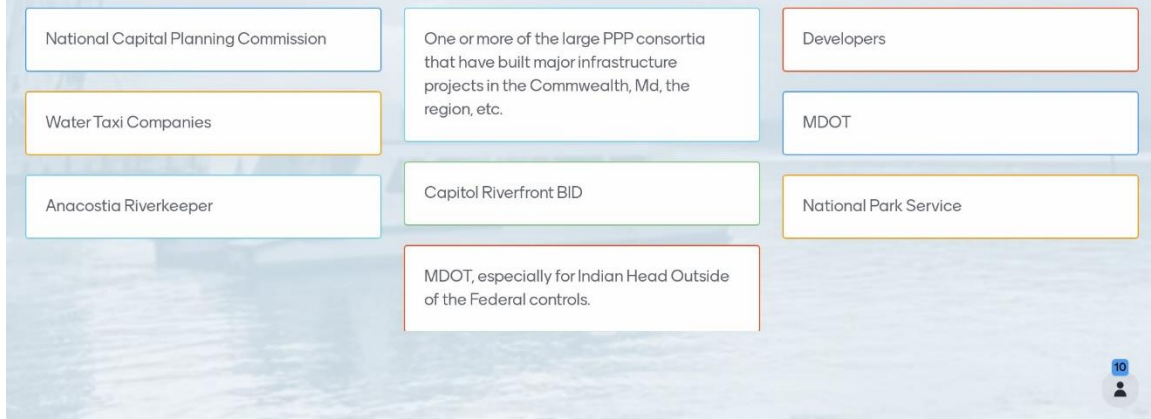 National Capital Planning Commission
Water Taxi Companies
Anacostia Riverkeeper
One or more of the large PPP consortia
that have built major infrastructure
projects in the Commwealth, Md, the
region, etc.
Capitol Riverfront BID
MDOT, especially for Indian Head Outside
of the Federal controls.
Developers
MDOT
National Park Service
10